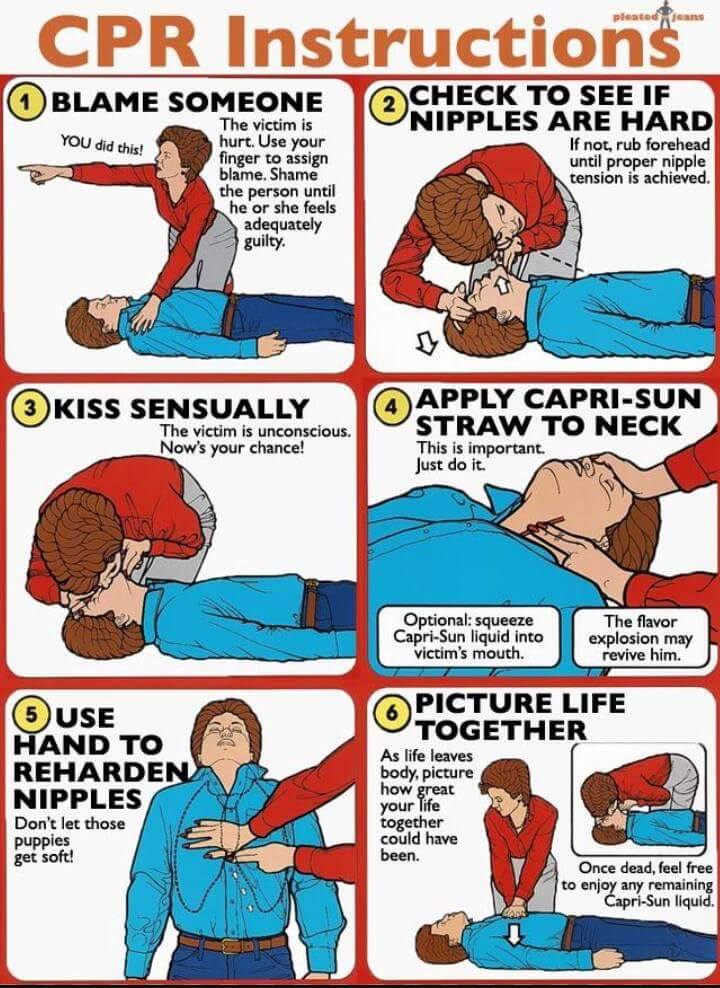 pleated jeans
CPR Instructions
1 BLAME SOMEONE
YOU did this!
The victim is
hurt. Use your
finger to assign
blame. Shame
the person until
he or she feels
adequately
guilty.
2 CHECK TO SEE IF
NIPPLES ARE HARD
If not, rub forehead
until proper nipple
tension is achieved.
3 KISS SENSUALLY
The victim is unconscious.
Now's your chance!
4 APPLY CAPRI-SUN
STRAW TO NECK
This is important.
Just do it.
Optional: squeeze
Capri-Sun liquid into
victim's mouth.
The flavor
explosion may
revive him.
5 USE
HAND TO
REHARDEN
NIPPLES
Don't let those
puppies
get soft!
6 PICTURE LIFE
TOGETHER
As life leaves
body, picture
how great
your life
together
could have
been.
Once dead, feel free
to enjoy any remaining
Capri-Sun liquid.